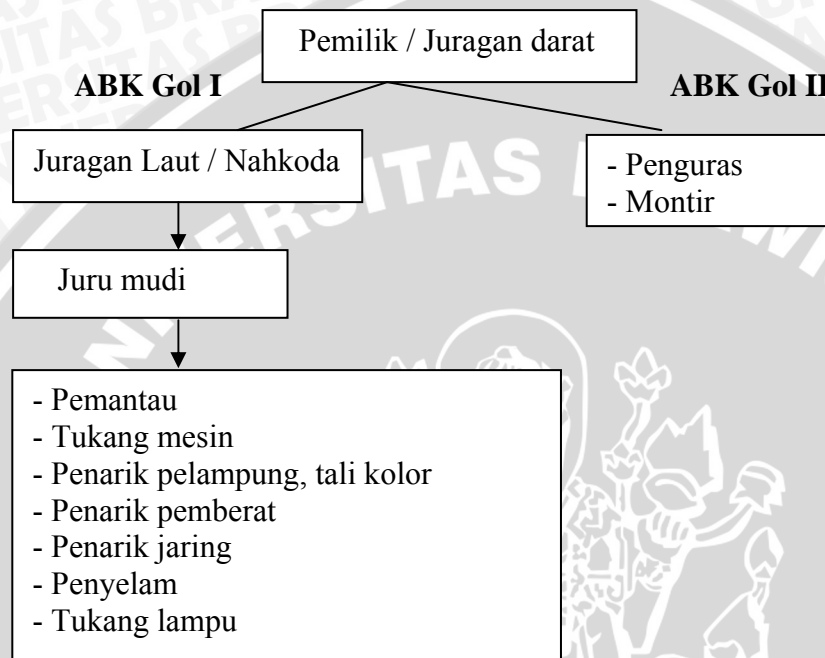 Pemilik / Juragan darat
ABK Gol I
ABK Gol II
Juragan Laut / Nahkoda
- Penguras
- Montir
Juru mudi
- Pemantau
- Tukang mesin
- Penarik pelampung, tali kolor
- Penarik pemberat
- Penarik jaring
- Penyelam
- Tukang lampu